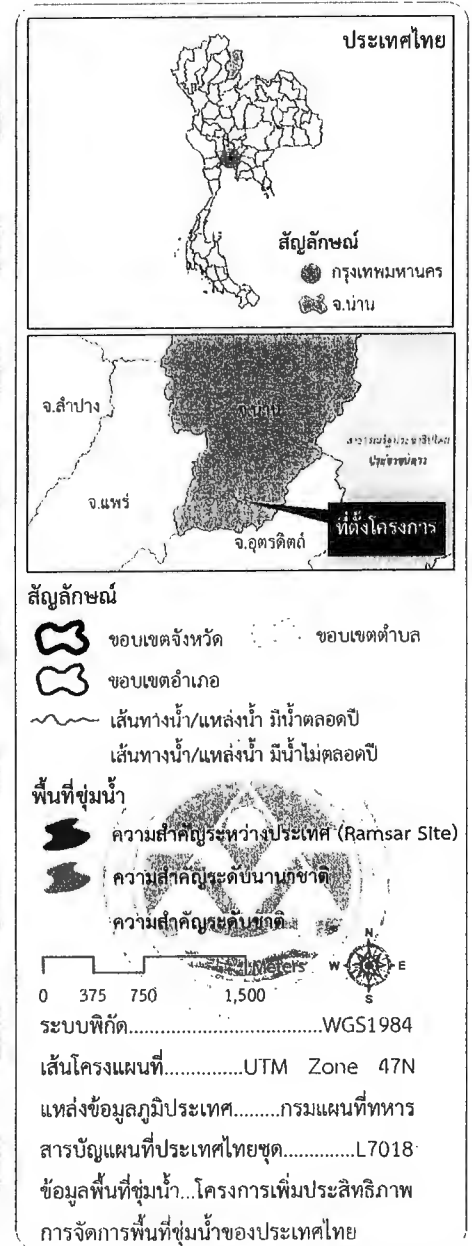 ประเทศไทย
สัญลักษณ์
กรุงเทพมหานคร
จ.น่าน
จ.ลำปาง
จ.น่าน
จ.แพร่
ที่ตั้งโครงการ
จ.อุตรดิตถ์
สัญลักษณ์
ขอบเขตจังหวัด ขอบเขตตำบล
ขอบเขตอำเภอ
เส้นทางน้ำ/แหล่งน้ำ มีน้ำตลอดปี
เส้นทางน้ำ/แหล่งน้ำ มีน้ำไม่ตลอดปี
พื้นที่ชุ่มน้ำ
ความสำคัญระหว่างประเทศ (Ramsar Site)
ความสำคัญระดับนานาชาติ
ความสำคัญระดับชาติ
N
W E
S
Meters
0 375 750 1,500
ระบบพิกัด...................................WGS1984
เส้นโครงแผนที่...............UTM Zone 47N
แหล่งข้อมูลภูมิประเทศ.........กรมแผนที่ทหาร
สารบัญแผนที่ประเทศไทยชุด..............L7018
ข้อมูลพื้นที่ชุ่มน้ำ...โครงการเพิ่มประสิทธิภาพ
การจัดการพื้นที่ชุ่มน้ำของประเทศไทย